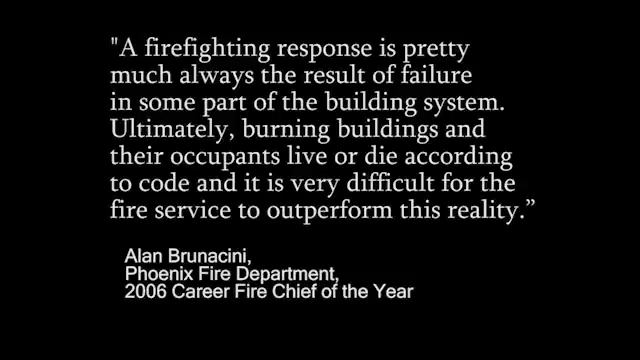 "A firefighting response is pretty
much always the result of failure
in some part of the building system.
Ultimately, burning buildings and
their occupants live or die according
to code and it is very difficult for the
fire service to outperform this reality.”
Alan Brunacini,
Phoenix Fire Department,
2006 Career Fire Chief of the Year